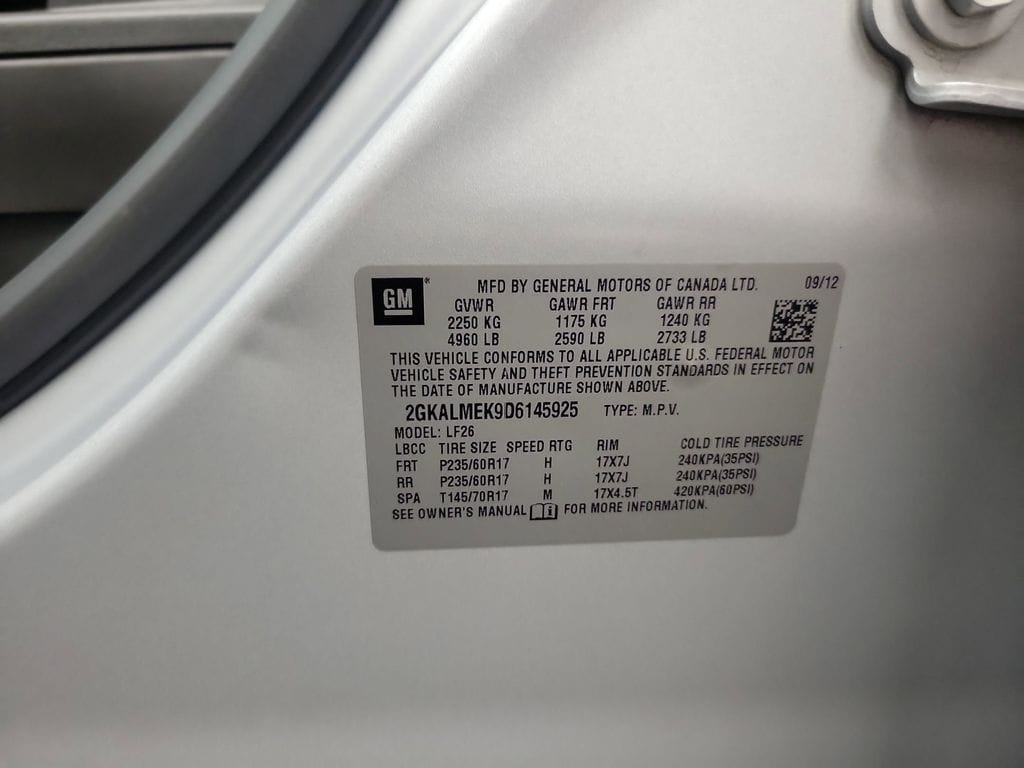 GM
MFD BY GENERAL MOTORS OF CANADA LTD. 09/12
GVWR GAWR FRT GAWR RR
2250 KG 1175 KG 1240 KG
4960 LB 2590 LB 2733 LB
THIS VEHICLE CONFORMS TO ALL APPLICABLE U.S. FEDERAL MOTOR
VEHICLE SAFETY AND THEFT PREVENTION STANDARDS IN EFFECT ON
THE DATE OF MANUFACTURE SHOWN ABOVE.
2GKALMEK9D6145925 TYPE: M.P.V.
MODEL: LF26
LBCC TIRE SIZE SPEED RTG RIM COLD TIRE PRESSURE
FRT P235/60R17 H 17X7J 240KPA(35PSI)
RR P235/60R17 H 17X7J 240KPA(35PSI)
SPA T145/70R17 M 17X4.5T 420KPA(60PSI)
SEE OWNER'S MANUAL FOR MORE INFORMATION.